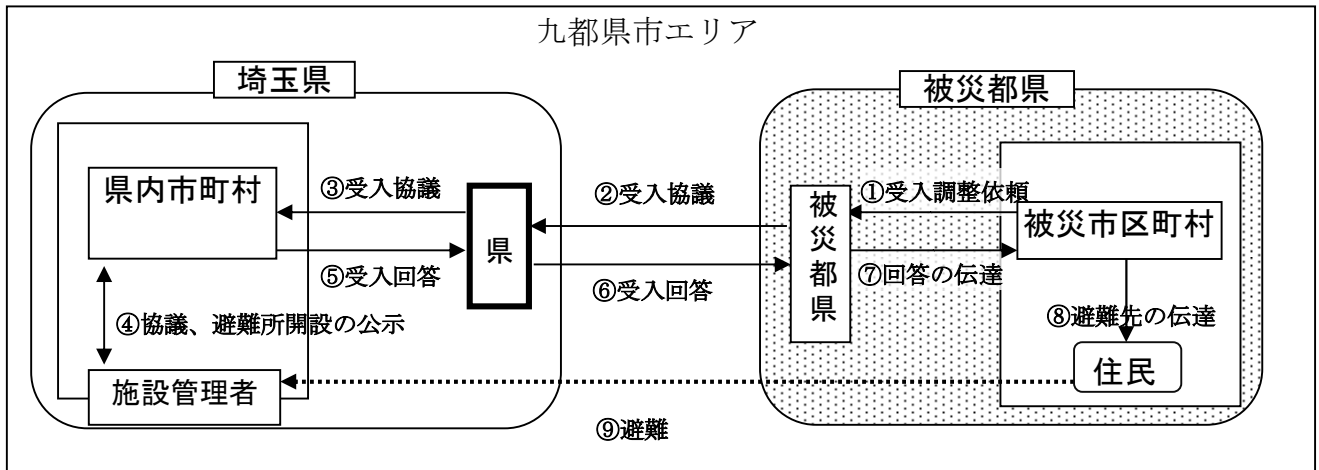 九都県市エリア
埼玉県
被災都県
県内市町村
③受入協議
②受入協議
①受入調整依頼
県
被災都県
被災市区町村
⑤受入回答
⑥受入回答
⑦回答の伝達
④協議、避難所開設の公示
⑧避難先の伝達
施設管理者
住民
⑨避難